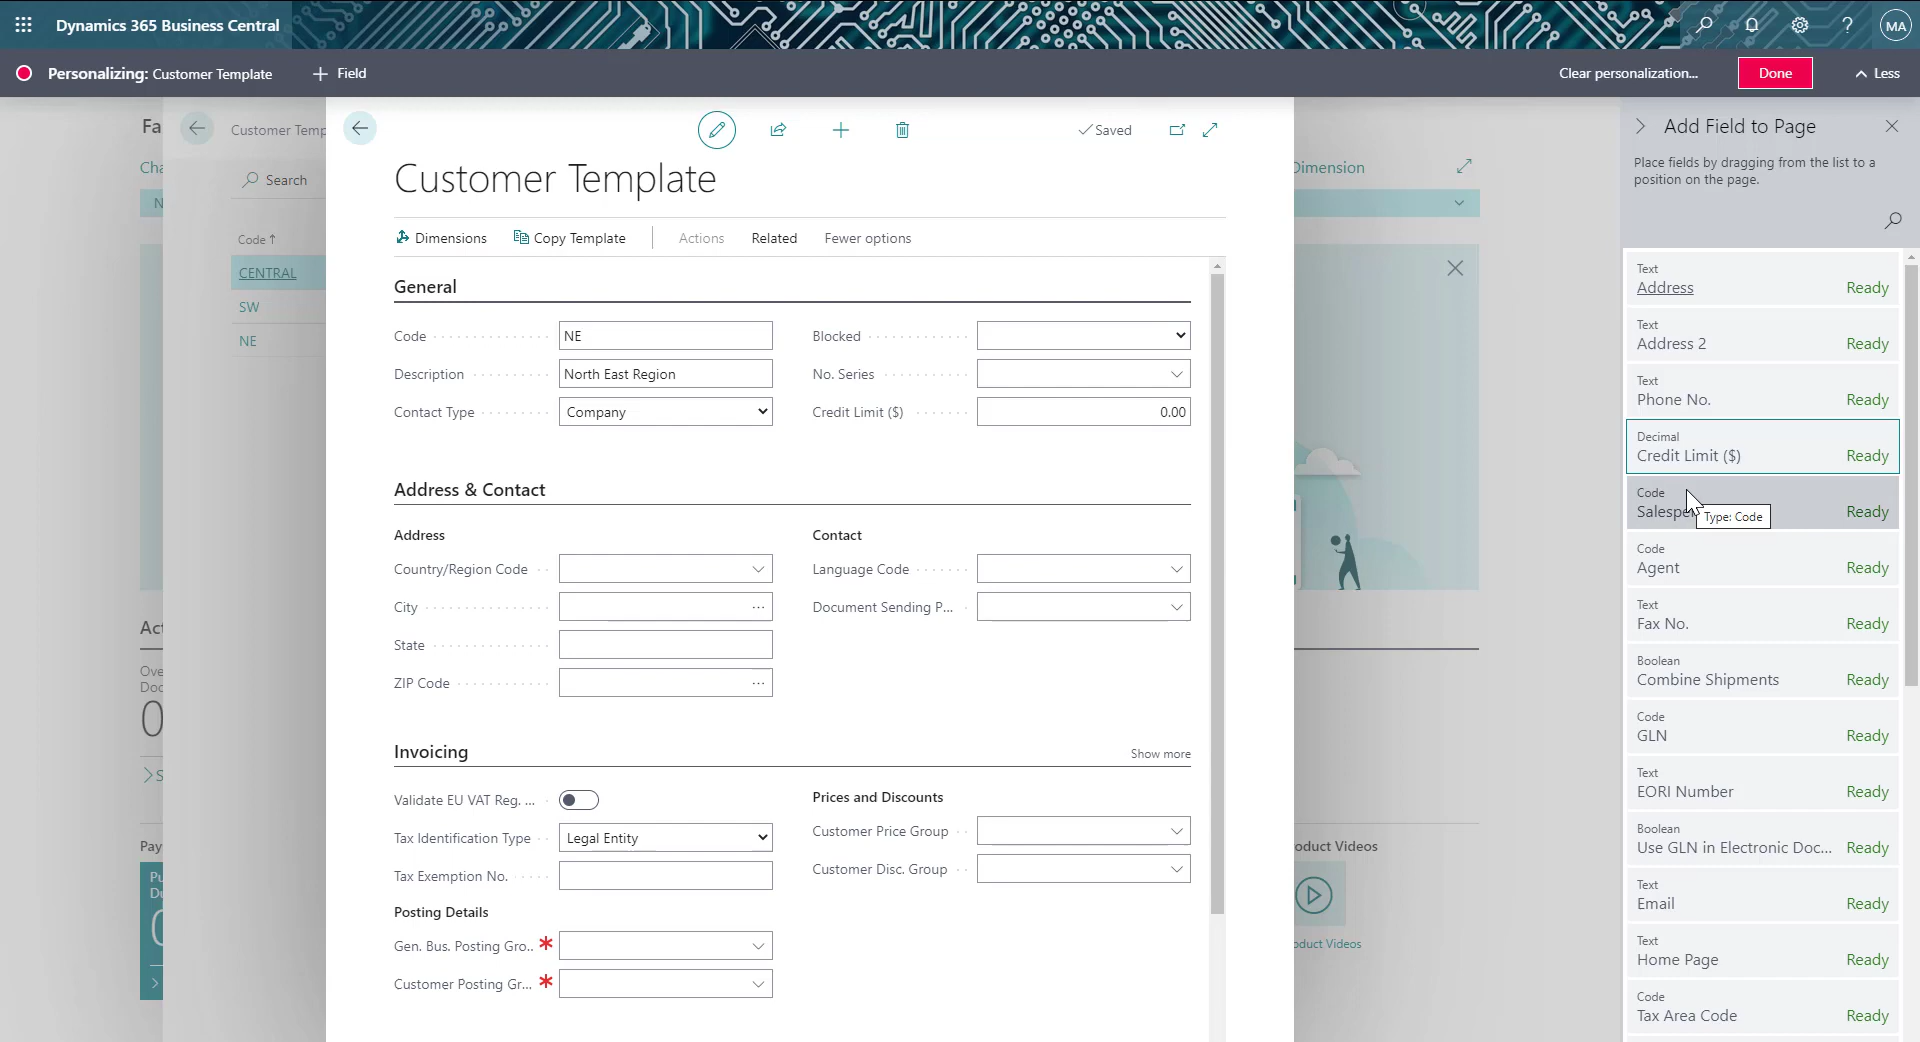 Dynamics 365 Business Central
?
MA
Personalizing: Customer Template
+ Field
Clear personalization...
Done
Less
Fa
Cha
N
Act
Ove
Doc
0
S
Pay
Pu
Du
Customer Temp
Search
Code ↑
CENTRAL
SW
NE
Saved
Customer Template
Dimensions
Copy Template
Actions
Related
Fewer options
General
Code
NE
Blocked
Description
North East Region
No. Series
Contact Type
Company
Credit Limit ($)
0.00
Address & Contact
Address
Contact
Country/Region Code
Language Code
City
Document Sending P...
State
ZIP Code
Invoicing
Show more
Validate EU VAT Reg. ...
Prices and Discounts
Tax Identification Type
Legal Entity
Customer Price Group
Tax Exemption No.
Customer Disc. Group
Posting Details
Gen. Bus. Posting Gro..
Customer Posting Gr...
Dimension
oduct Videos
oduct Videos
Add Field to Page
Place fields by dragging from the list to a
position on the page.
Text
Address Ready
Text
Address 2 Ready
Text
Phone No. Ready
Decimal
Credit Limit ($) Ready
Code
Salespe Ready
Type: Code
Code
Agent Ready
Text
Fax No. Ready
Boolean
Combine Shipments Ready
Code
GLN Ready
Text
EORI Number Ready
Boolean
Use GLN in Electronic Doc... Ready
Text
Email Ready
Text
Home Page Ready
Code
Tax Area Code Ready